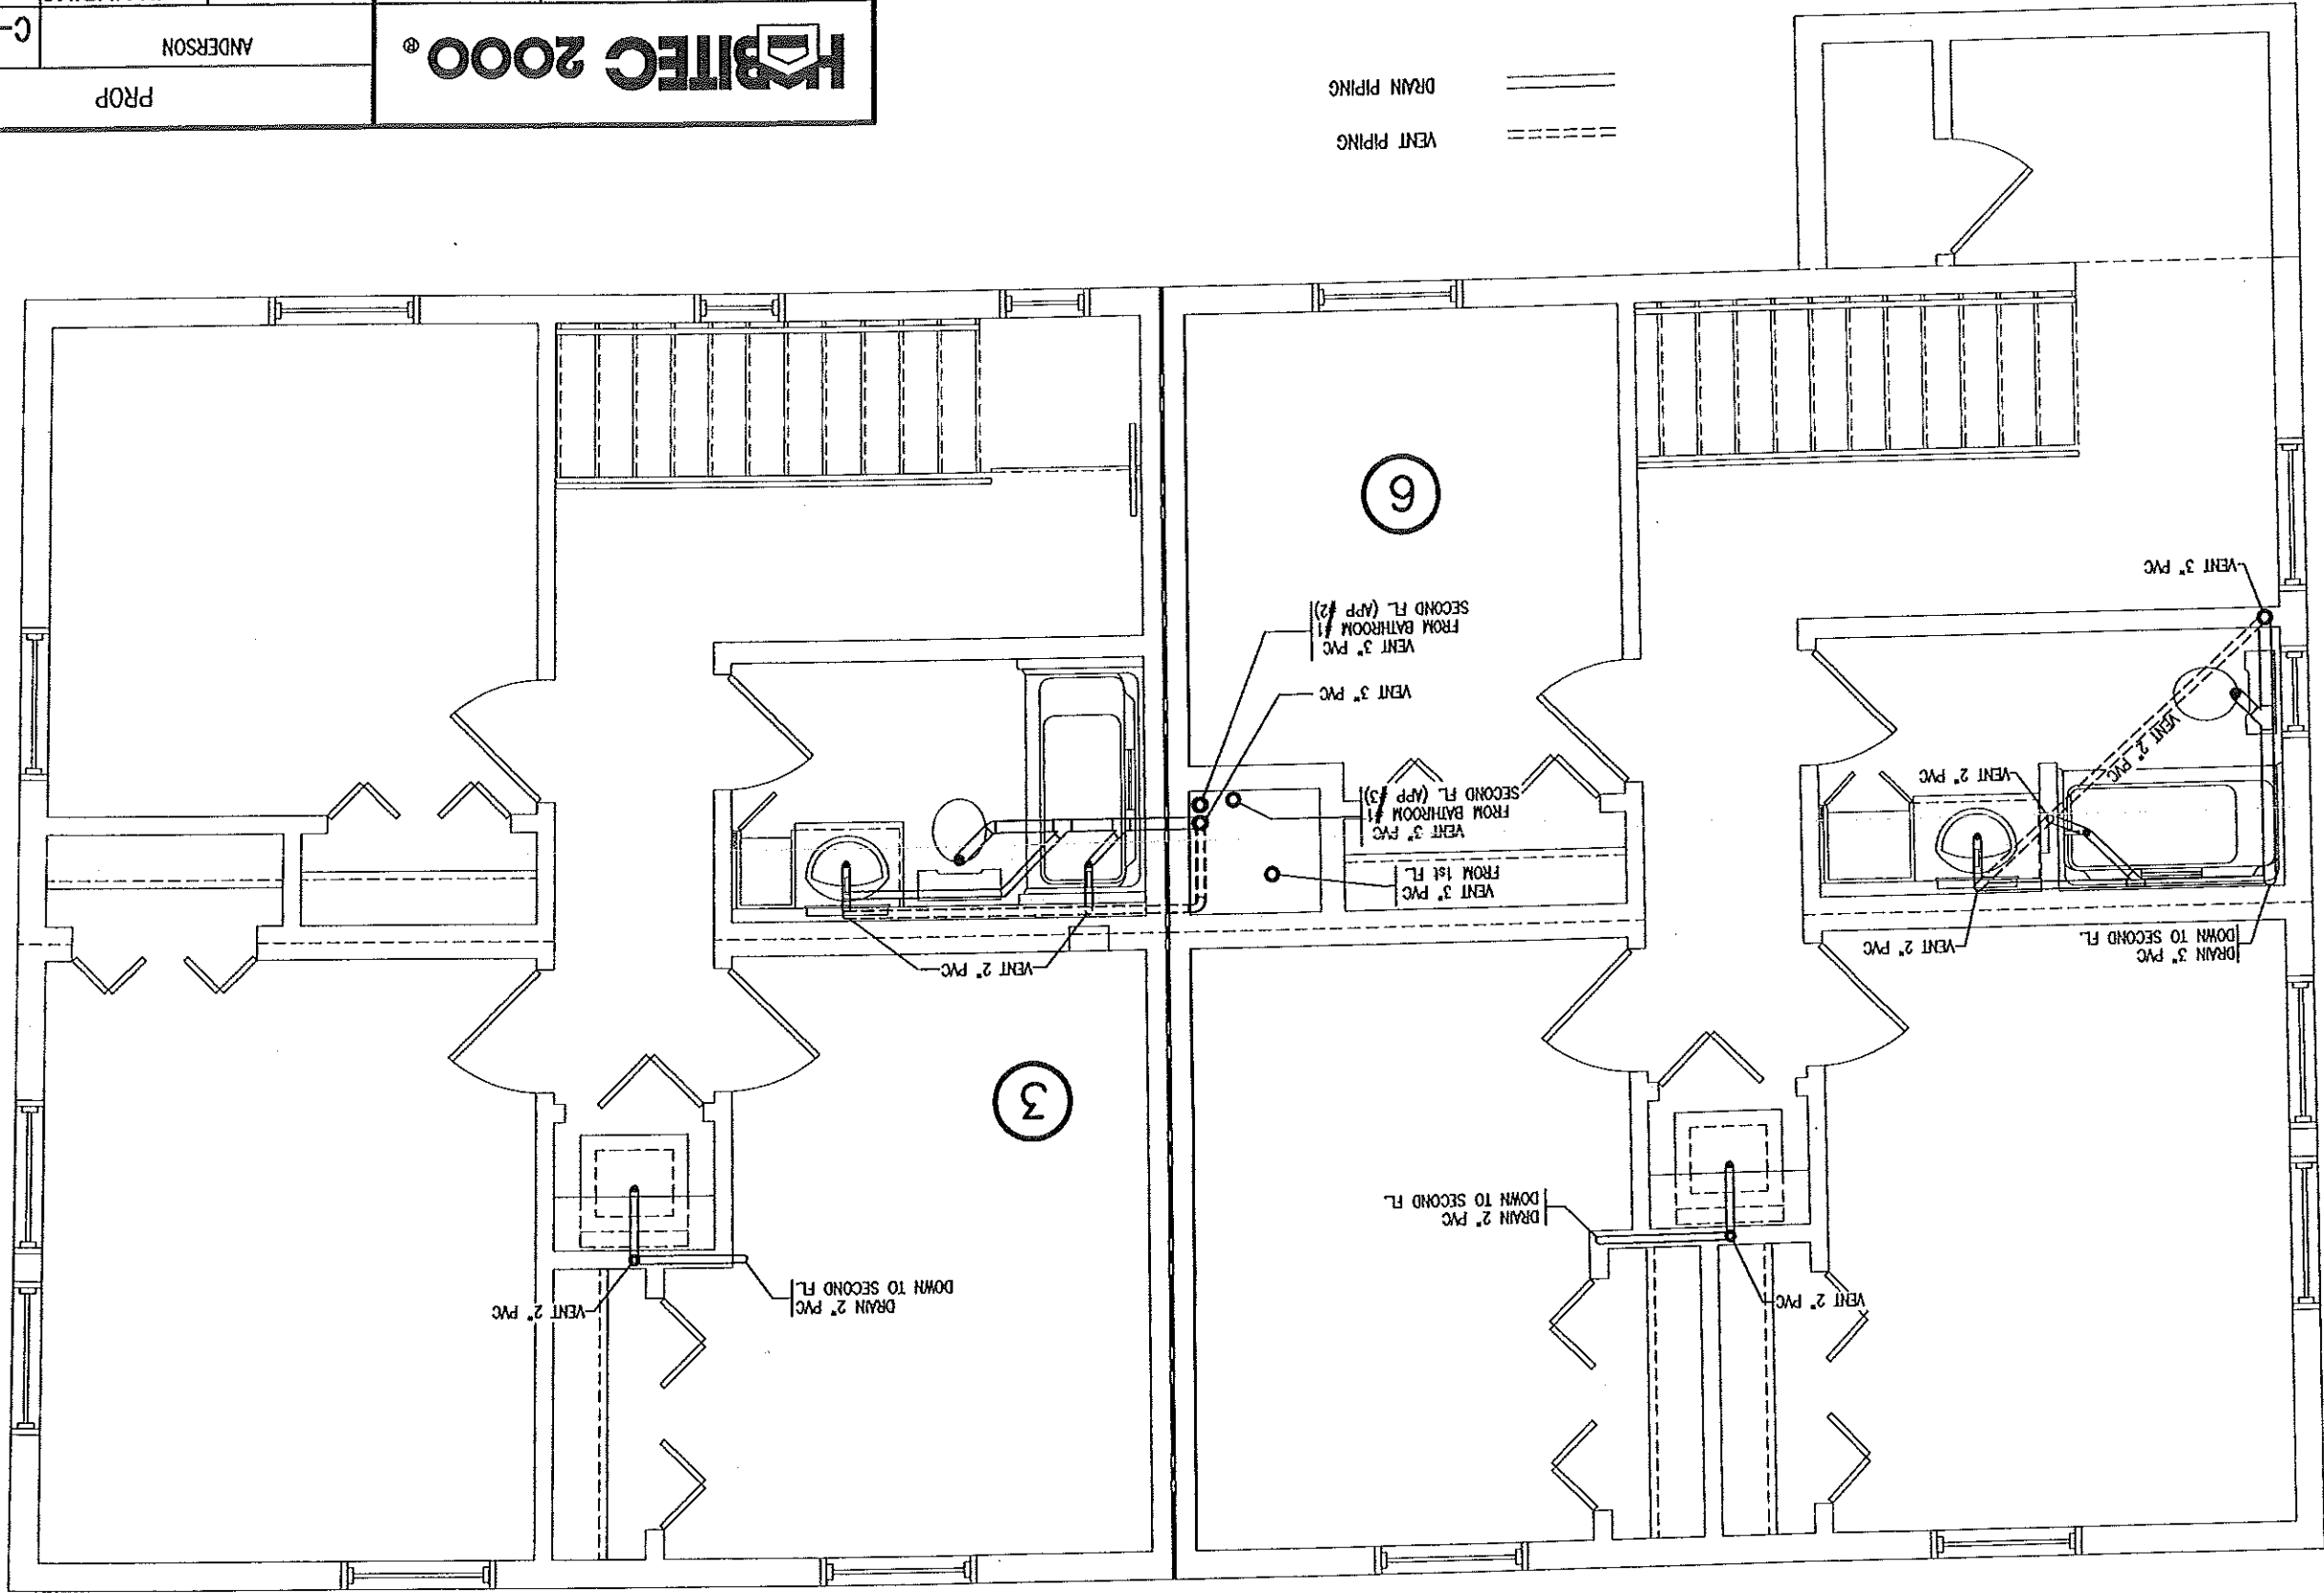 VENT 2" PVC
DRAIN 2" PVC
DOWN TO SECOND FL.
VENT 2" PVC
DRAIN 2" PVC
DOWN TO SECOND FL.
3
DRAIN 3" PVC
DOWN TO SECOND FL.
VENT 2" PVC
VENT 2" PVC
VENT 3" PVC
FROM 1st FL.
VENT 3" PVC
FROM BATHROOM #1
SECOND FL. (APP #3)
VENT 2" PVC
VENT 2" PVC
VENT 3" PVC
VENT 3" PVC
FROM BATHROOM #1
SECOND FL. (APP #2)
VENT 3" PVC
6
VENT PIPING
DRAIN PIPING
PROP
HABITEC 2000 ®
ANDERSON
C-